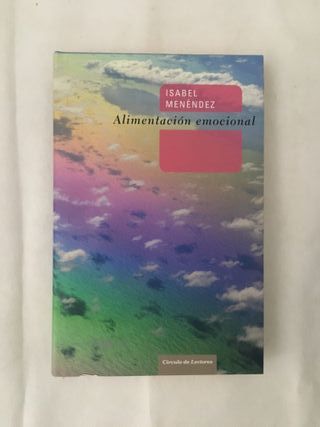 ISABEL
MENÉNDEZ
Alimentación emocional
Círculo de Lectores